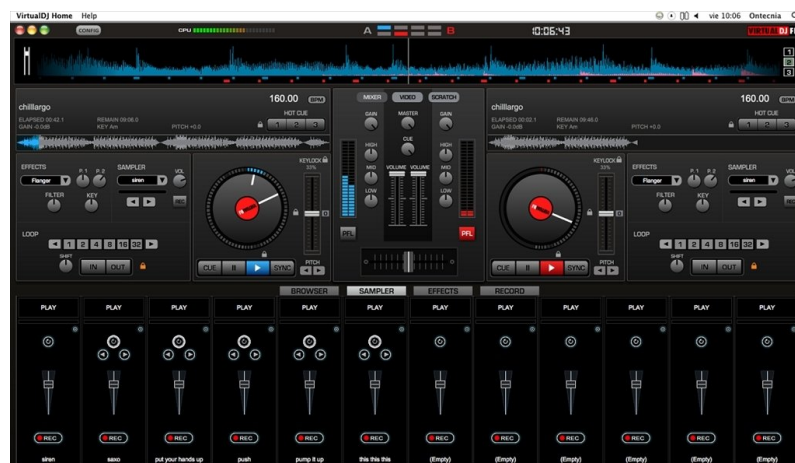 VirtualDJ Home Help
vie 10:06 Ontecnia
CONFIG
CPU
A
B
10:06:43
VIRTUAL DJ
1
2
3
chilllargo
160.00 BPM
HOT CUE
ELAPSED 00:42.1 REMAIN 09:06.0
GAIN -0.0dB KEY Am PITCH +0.0
1 2 3
MIXER VIDEO SCRATCH
GAIN MASTER GAIN
CUE
HIGH HIGH
MID VOLUME VOLUME MID
LOW LOW
PFL PFL
chilllargo
160.00 BPM
HOT CUE
ELAPSED 00:02.1 REMAIN 09:46.0
GAIN -0.0dB KEY Am PITCH +0.0
1 2 3
EFFECTS P. 1 P. 2 SAMPLER VOL
Flanger siren
FILTER KEY REC
LOOP
1 2 4 8 16 32
SHIFT
IN OUT
KEYLOCK
33%
PITCH
CUE SYNC
KEYLOCK
33%
PITCH
CUE SYNC
EFFECTS P. 1 P. 2 SAMPLER VOL
Flanger siren
FILTER KEY REC
LOOP
1 2 4 8 16 32
SHIFT
IN OUT
BROWSER SAMPLER EFFECTS RECORD
PLAY PLAY PLAY PLAY PLAY PLAY PLAY PLAY PLAY PLAY
REC REC REC REC REC REC REC REC REC REC
siren saxo put your hands up push pump it up this this this (Empty) (Empty) (Empty) (Empty)